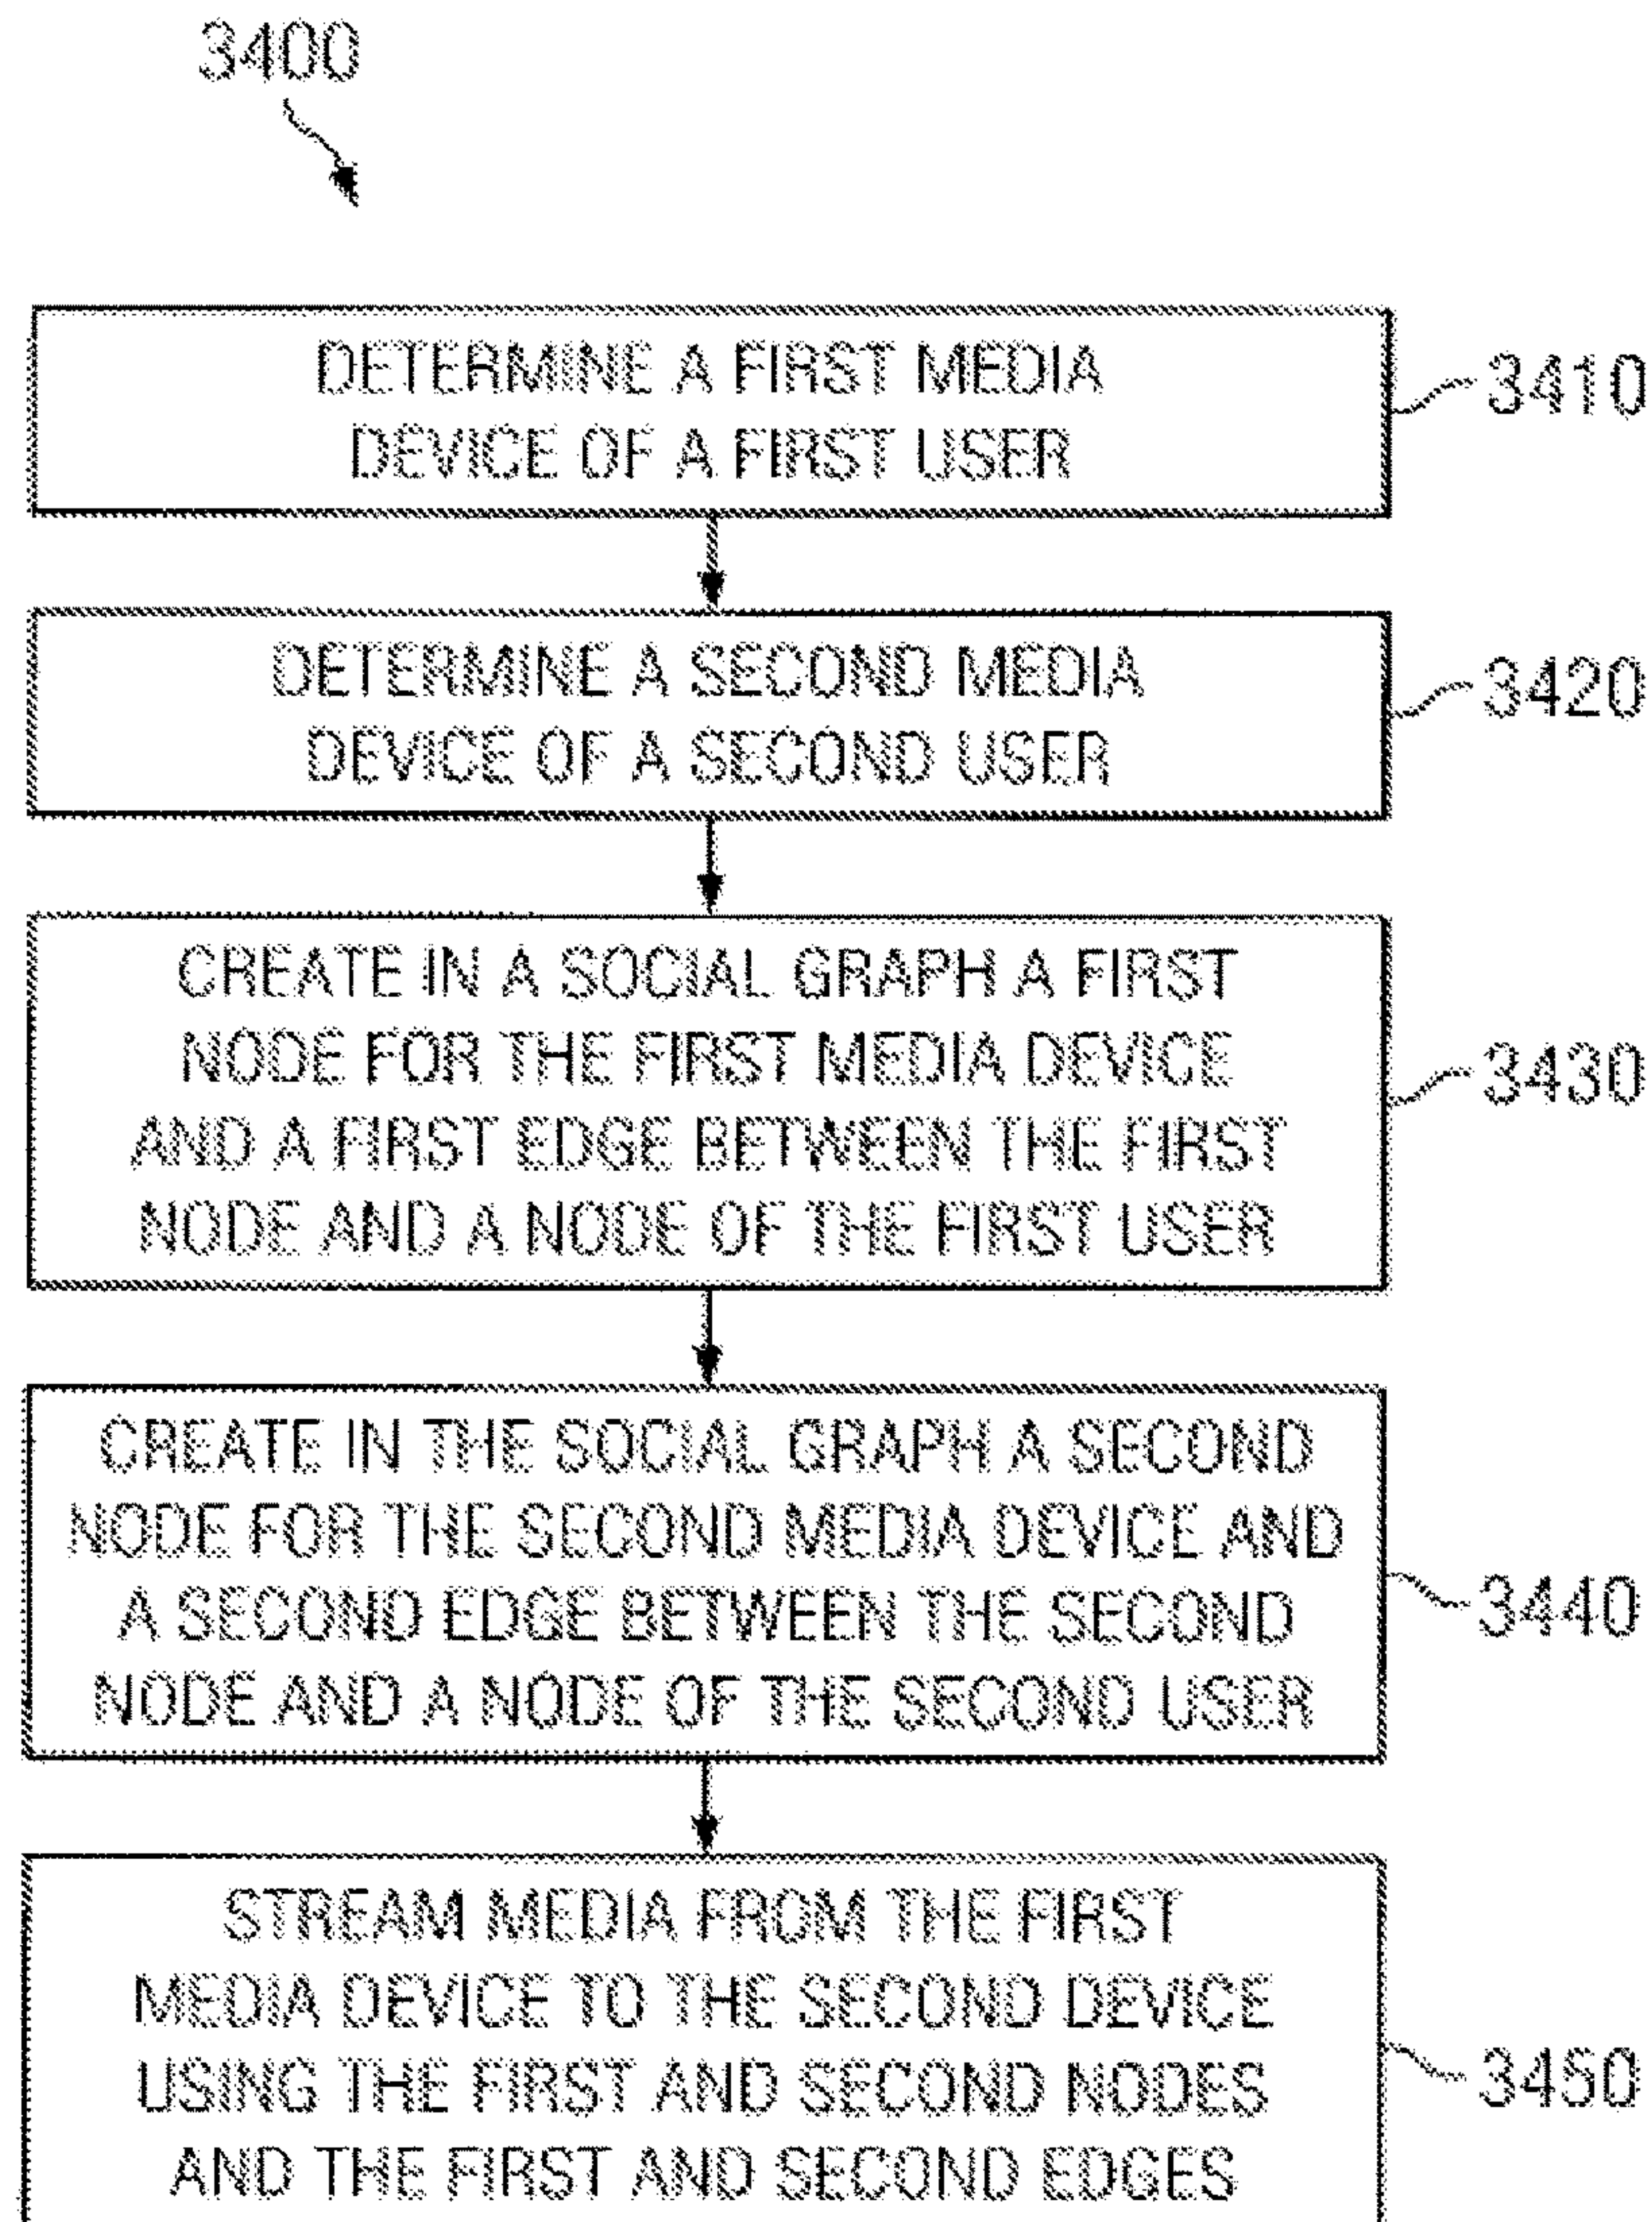 3400
DETERMINE A FIRST MEDIA
DEVICE OF A FIRST USER
3410
DETERMINE A SECOND MEDIA
DEVICE OF A SECOND USER
3420
CREATE IN A SOCIAL GRAPH A FIRST
NODE FOR THE FIRST MEDIA DEVICE
AND A FIRST EDGE BETWEEN THE FIRST
NODE AND A NODE OF THE FIRST USER
3430
CREATE IN THE SOCIAL GRAPH A SECOND
NODE FOR THE SECOND MEDIA DEVICE AND
A SECOND EDGE BETWEEN THE SECOND
NODE AND A NODE OF THE SECOND USER
3440
STREAM MEDIA FROM THE FIRST
MEDIA DEVICE TO THE SECOND DEVICE
USING THE FIRST AND SECOND NODES
AND THE FIRST AND SECOND EDGES
3450